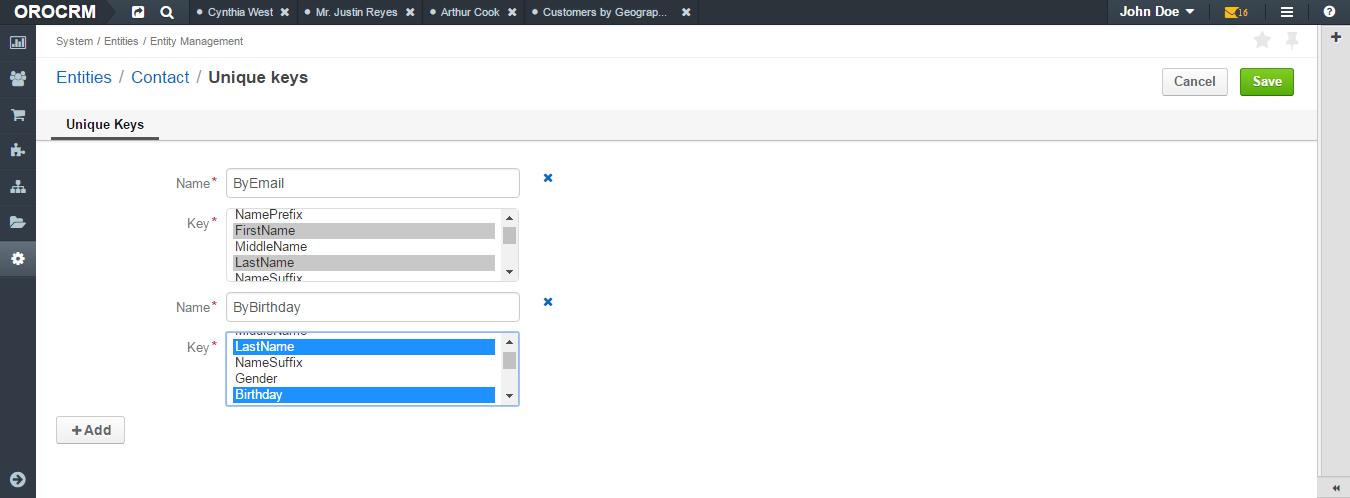 OROCRM
Cynthia West
Mr. Justin Reyes
Arthur Cook
Customers by Geograp...
John Doe
16
System / Entities / Entity Management
Entities / Contact / Unique keys
Cancel
Save
Unique Keys
Name*
ByEmail
Key*
NamePrefix
FirstName
MiddleName
LastName
NameSuffix
Name*
ByBirthday
Key*
MiddleName
LastName
NameSuffix
Gender
Birthday
+ Add